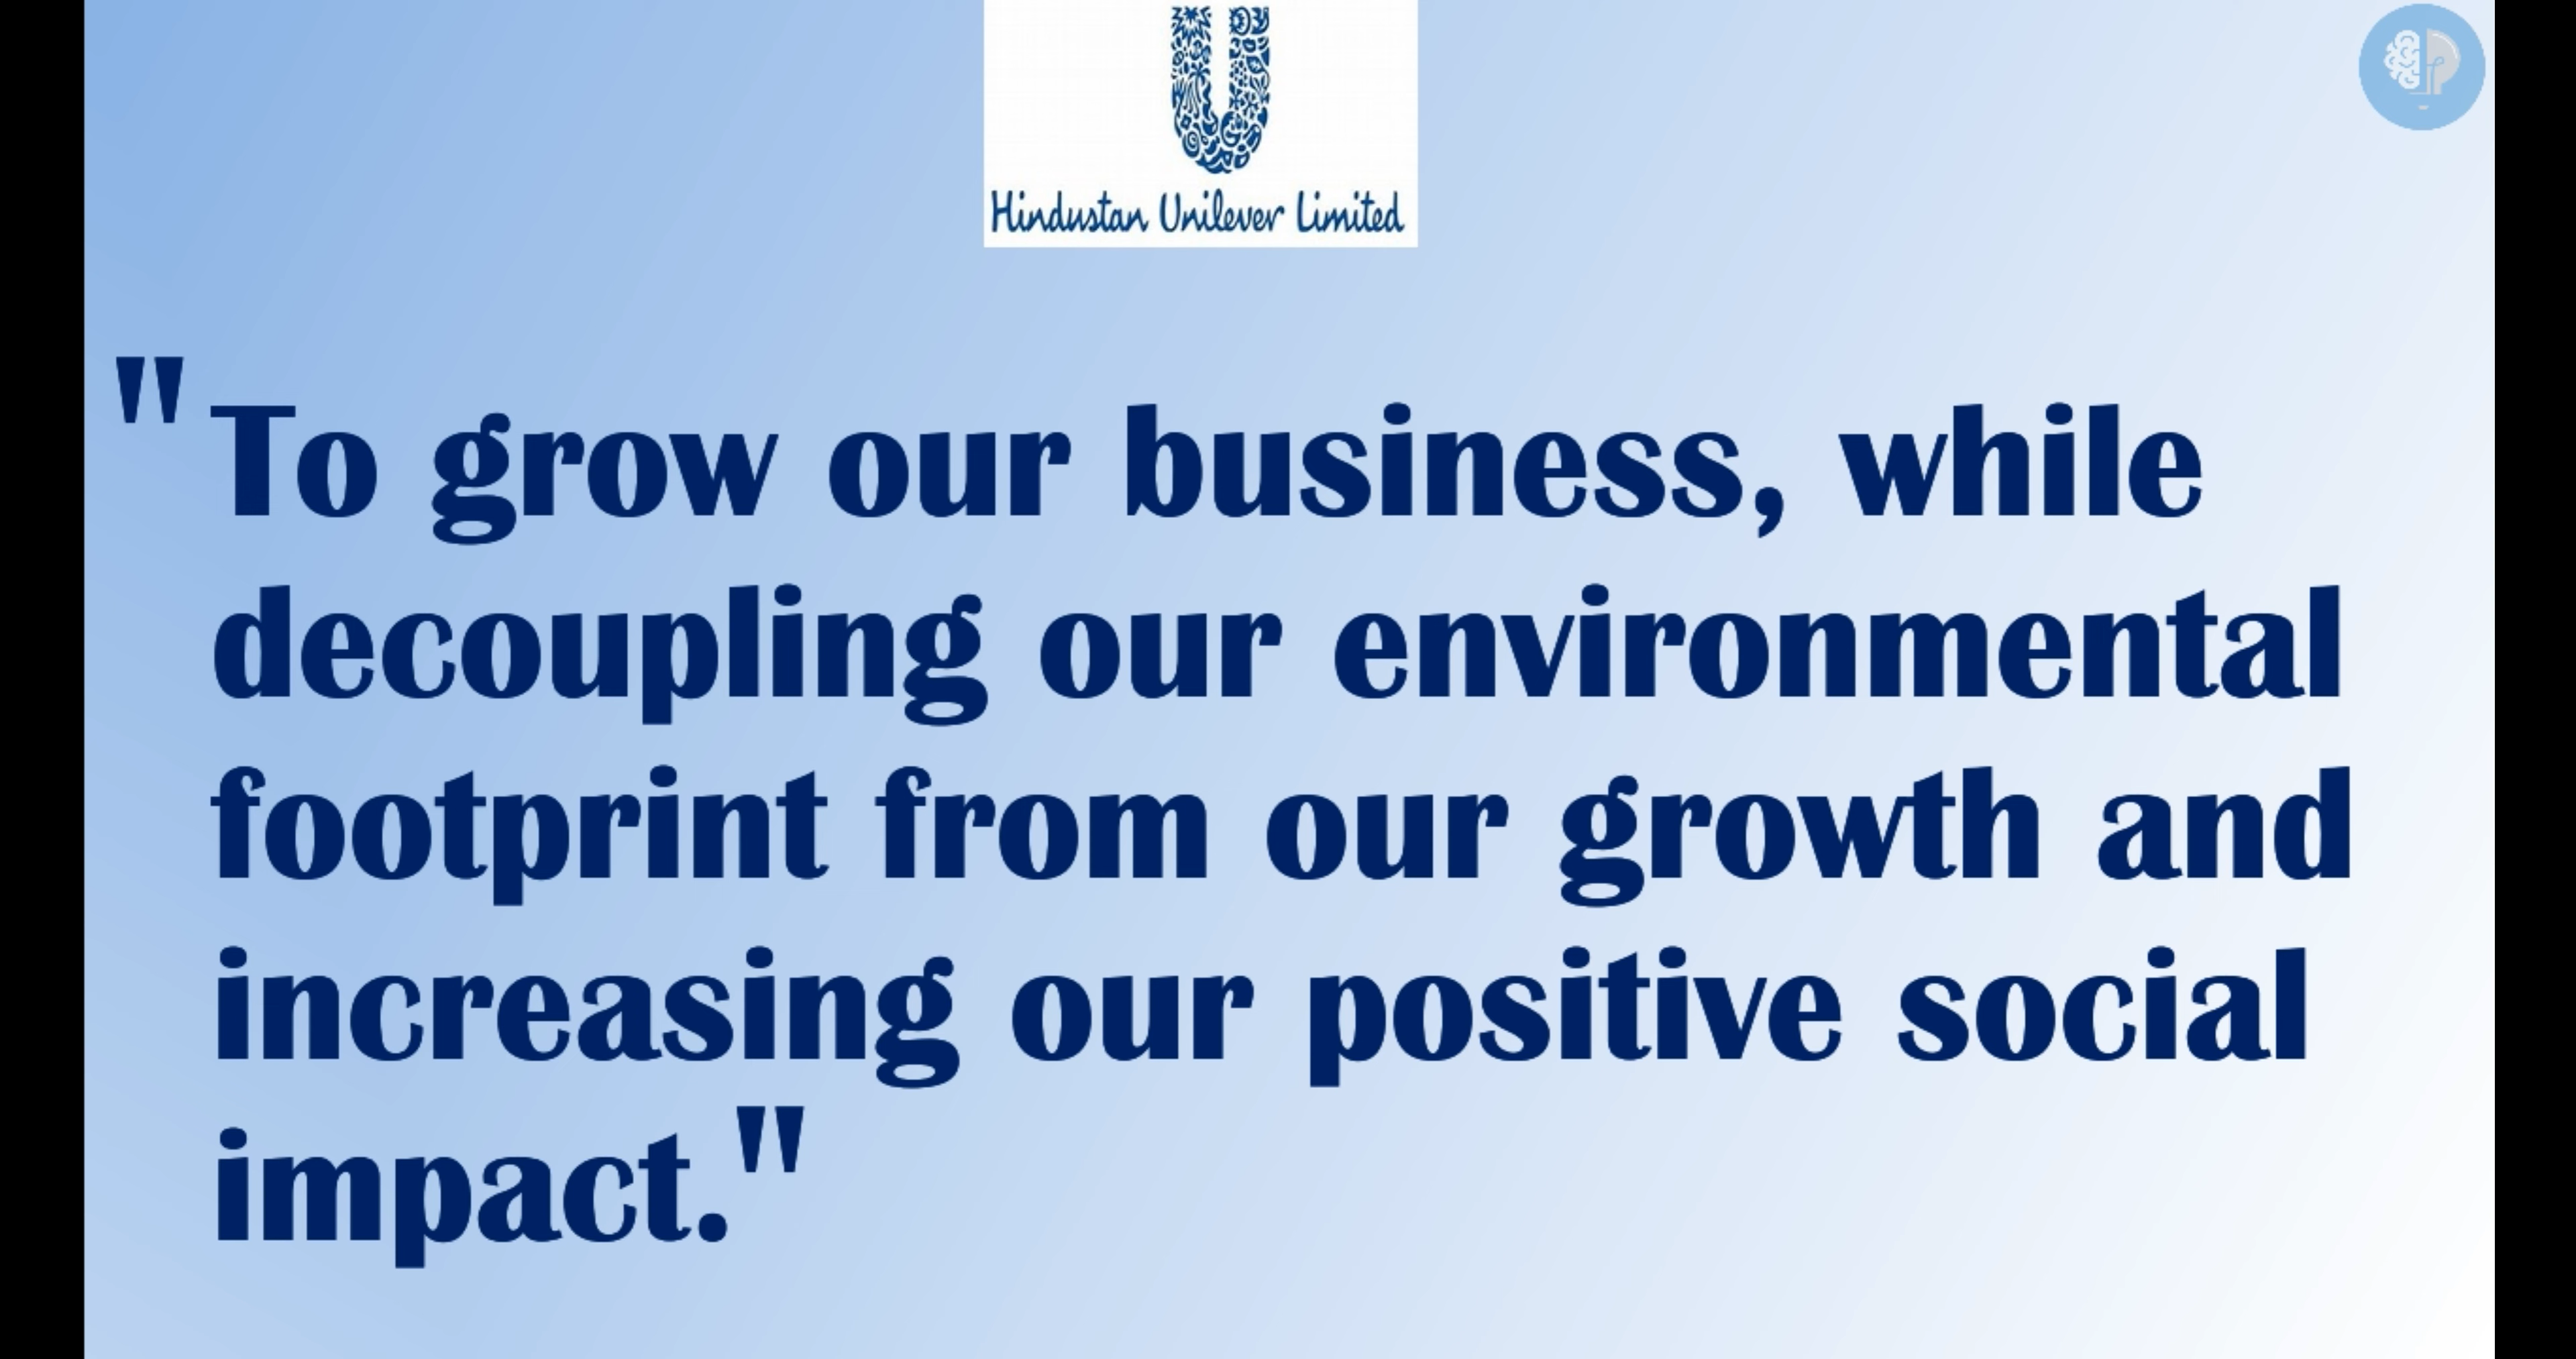 Hindustan Unilever Limited
"To grow our business, while
decoupling our environmental
footprint from our growth and
increasing our positive social
impact."